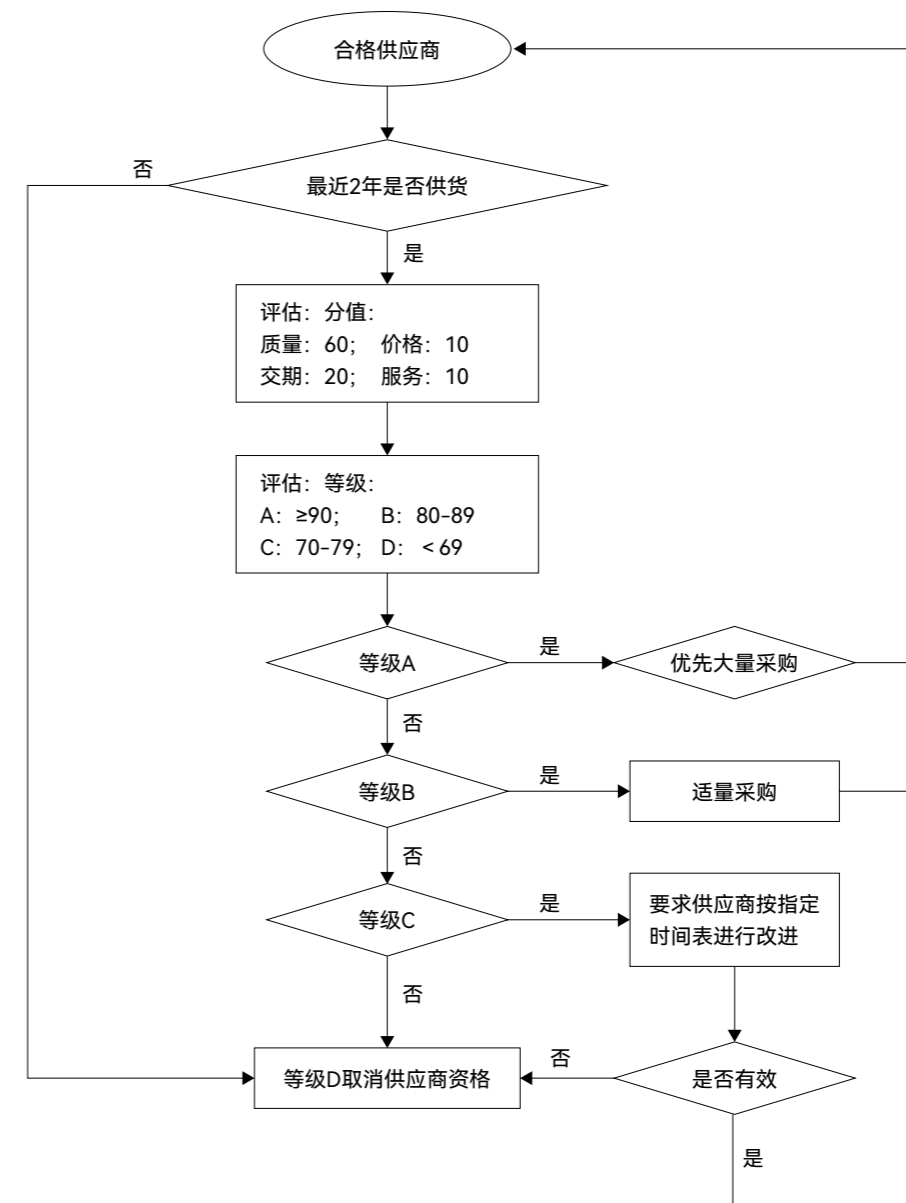 合格供应商
否
最近2年是否供货
是
评估：分值：
质量：60； 价格：10
交期：20； 服务：10
评估：等级：
A：≥90； B：80-89
C：70-79； D：＜69
等级A
是
优先大量采购
否
等级B
是
适量采购
否
等级C
是
要求供应商按指定
时间表进行改进
否
等级D取消供应商资格
否
是否有效
是